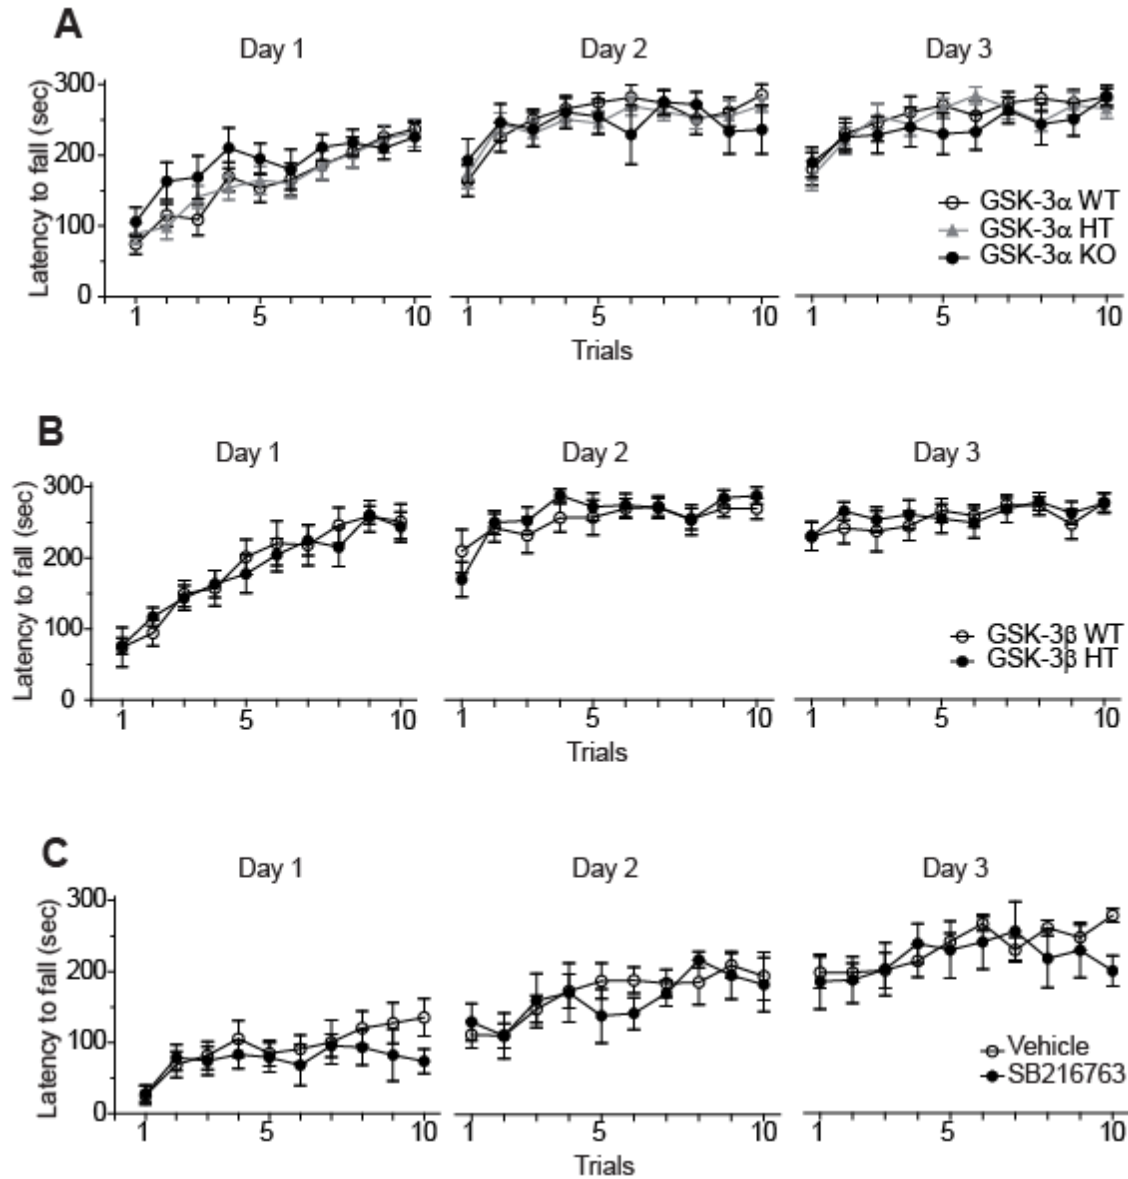 A
Day 1 Day 2 Day 3
Latency to fall (sec)
300
200
100
0
GSK-3α WT
GSK-3α HT
GSK-3α KO
1 5 10 1 5 10 1 5 10
Trials
B
Day 1 Day 2 Day 3
Latency to fall (sec)
300
200
100
0
GSK-3β WT
GSK-3β HT
1 5 10 1 5 10 1 5 10
Trials
C
Day 1 Day 2 Day 3
Latency to fall (sec)
300
200
100
0
Vehicle
SB216763
1 5 10 1 5 10 1 5 10
Trials